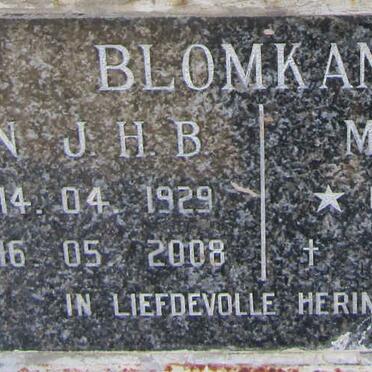 BLOMKAN
N J. H. B. M
14. 04. 1929 ★
16 05 2008 †
IN LIEFDEVOLLE HERIN